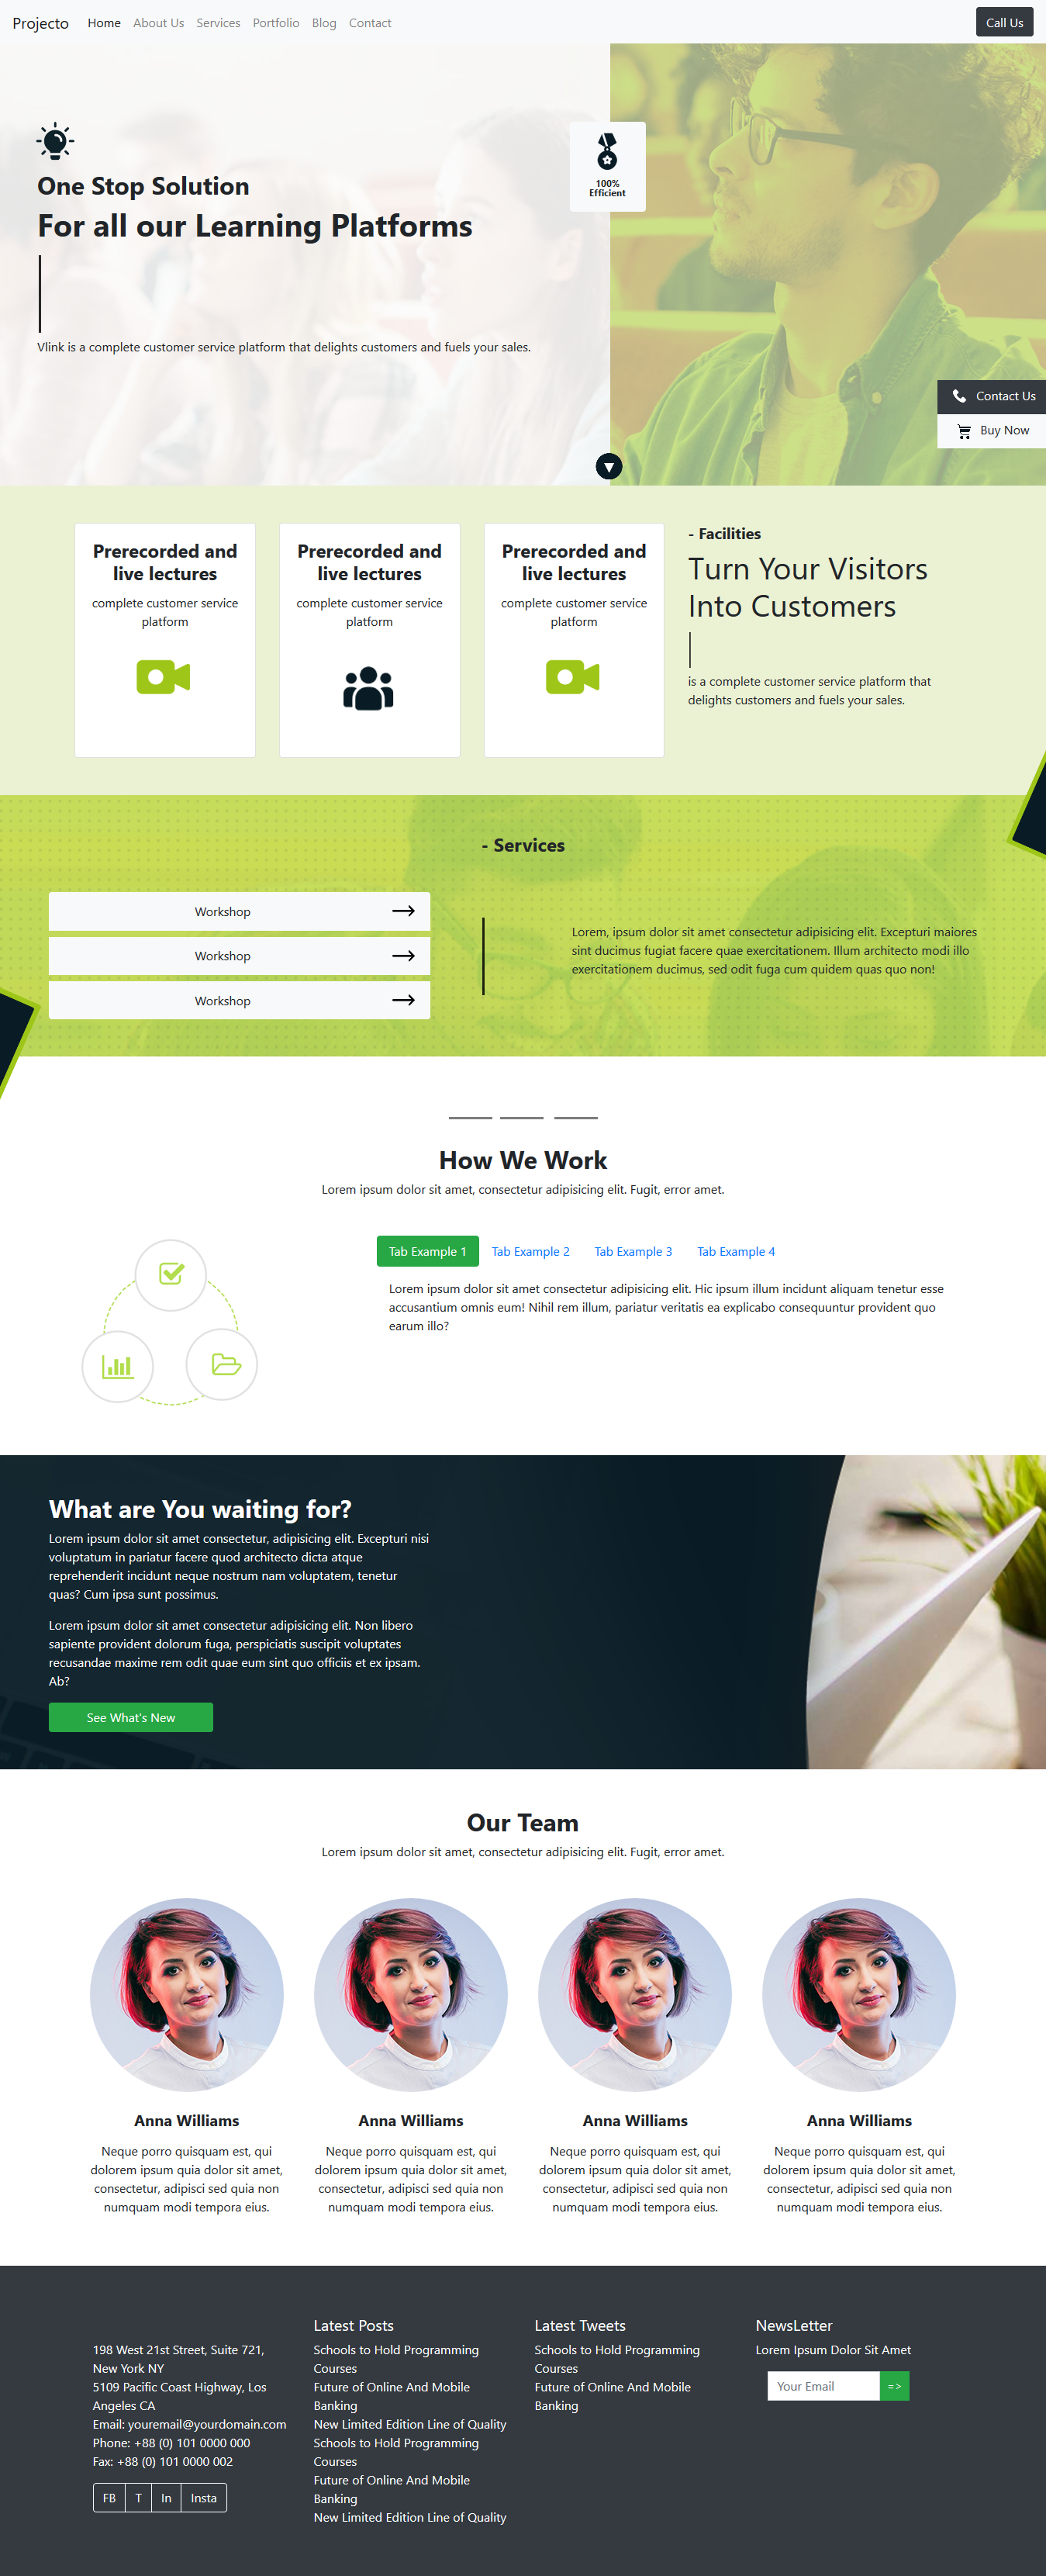 Projecto Home About Us Services Portfolio Blog Contact Call Us
One Stop Solution
For all our Learning Platforms
Vlink is a complete customer service platform that delights customers and fuels your sales.
100%
Efficient
Contact Us
Buy Now
Prerecorded and
live lectures
complete customer service
platform
Prerecorded and
live lectures
complete customer service
platform
Prerecorded and
live lectures
complete customer service
platform
- Facilities
Turn Your Visitors
Into Customers
is a complete customer service platform that
delights customers and fuels your sales.
- Services
Workshop
Workshop
Workshop
Lorem, ipsum dolor sit amet consectetur adipisicing elit. Excepturi maiores
sint ducimus fugiat facere quae exercitationem. Illum architecto modi illo
exercitationem ducimus, sed odit fuga cum quidem quas quo non!
How We Work
Lorem ipsum dolor sit amet, consectetur adipisicing elit. Fugit, error amet.
Tab Example 1 Tab Example 2 Tab Example 3 Tab Example 4
Lorem ipsum dolor sit amet consectetur adipisicing elit. Hic ipsum illum incidunt aliquam tenetur esse
accusantium omnis eum! Nihil rem illum, pariatur veritatis ea explicabo consequuntur provident quo
earum illo?
What are You waiting for?
Lorem ipsum dolor sit amet consectetur, adipisicing elit. Excepturi nisi
voluptatum in pariatur facere quod architecto dicta atque
reprehenderit incidunt neque nostrum nam voluptatem, tenetur
quas? Cum ipsa sunt possimus.
Lorem ipsum dolor sit amet consectetur adipisicing elit. Non libero
sapiente provident dolorum fuga, perspiciatis suscipit voluptates
recusandae maxime rem odit quae eum sint quo officiis et ex ipsam.
Ab?
See What's New
Our Team
Lorem ipsum dolor sit amet, consectetur adipisicing elit. Fugit, error amet.
Anna Williams
Neque porro quisquam est, qui
dolorem ipsum quia dolor sit amet,
consectetur, adipisci sed quia non
numquam modi tempora eius.
Anna Williams
Neque porro quisquam est, qui
dolorem ipsum quia dolor sit amet,
consectetur, adipisci sed quia non
numquam modi tempora eius.
Anna Williams
Neque porro quisquam est, qui
dolorem ipsum quia dolor sit amet,
consectetur, adipisci sed quia non
numquam modi tempora eius.
Anna Williams
Neque porro quisquam est, qui
dolorem ipsum quia dolor sit amet,
consectetur, adipisci sed quia non
numquam modi tempora eius.
198 West 21st Street, Suite 721,
New York NY
5109 Pacific Coast Highway, Los
Angeles CA
Email: youremail@yourdomain.com
Phone: +88 (0) 101 0000 000
Fax: +88 (0) 101 0000 002
FB T In Insta
Latest Posts
Schools to Hold Programming
Courses
Future of Online And Mobile
Banking
New Limited Edition Line of Quality
Schools to Hold Programming
Courses
Future of Online And Mobile
Banking
New Limited Edition Line of Quality
Latest Tweets
Schools to Hold Programming
Courses
Future of Online And Mobile
Banking
NewsLetter
Lorem Ipsum Dolor Sit Amet
Your Email =>